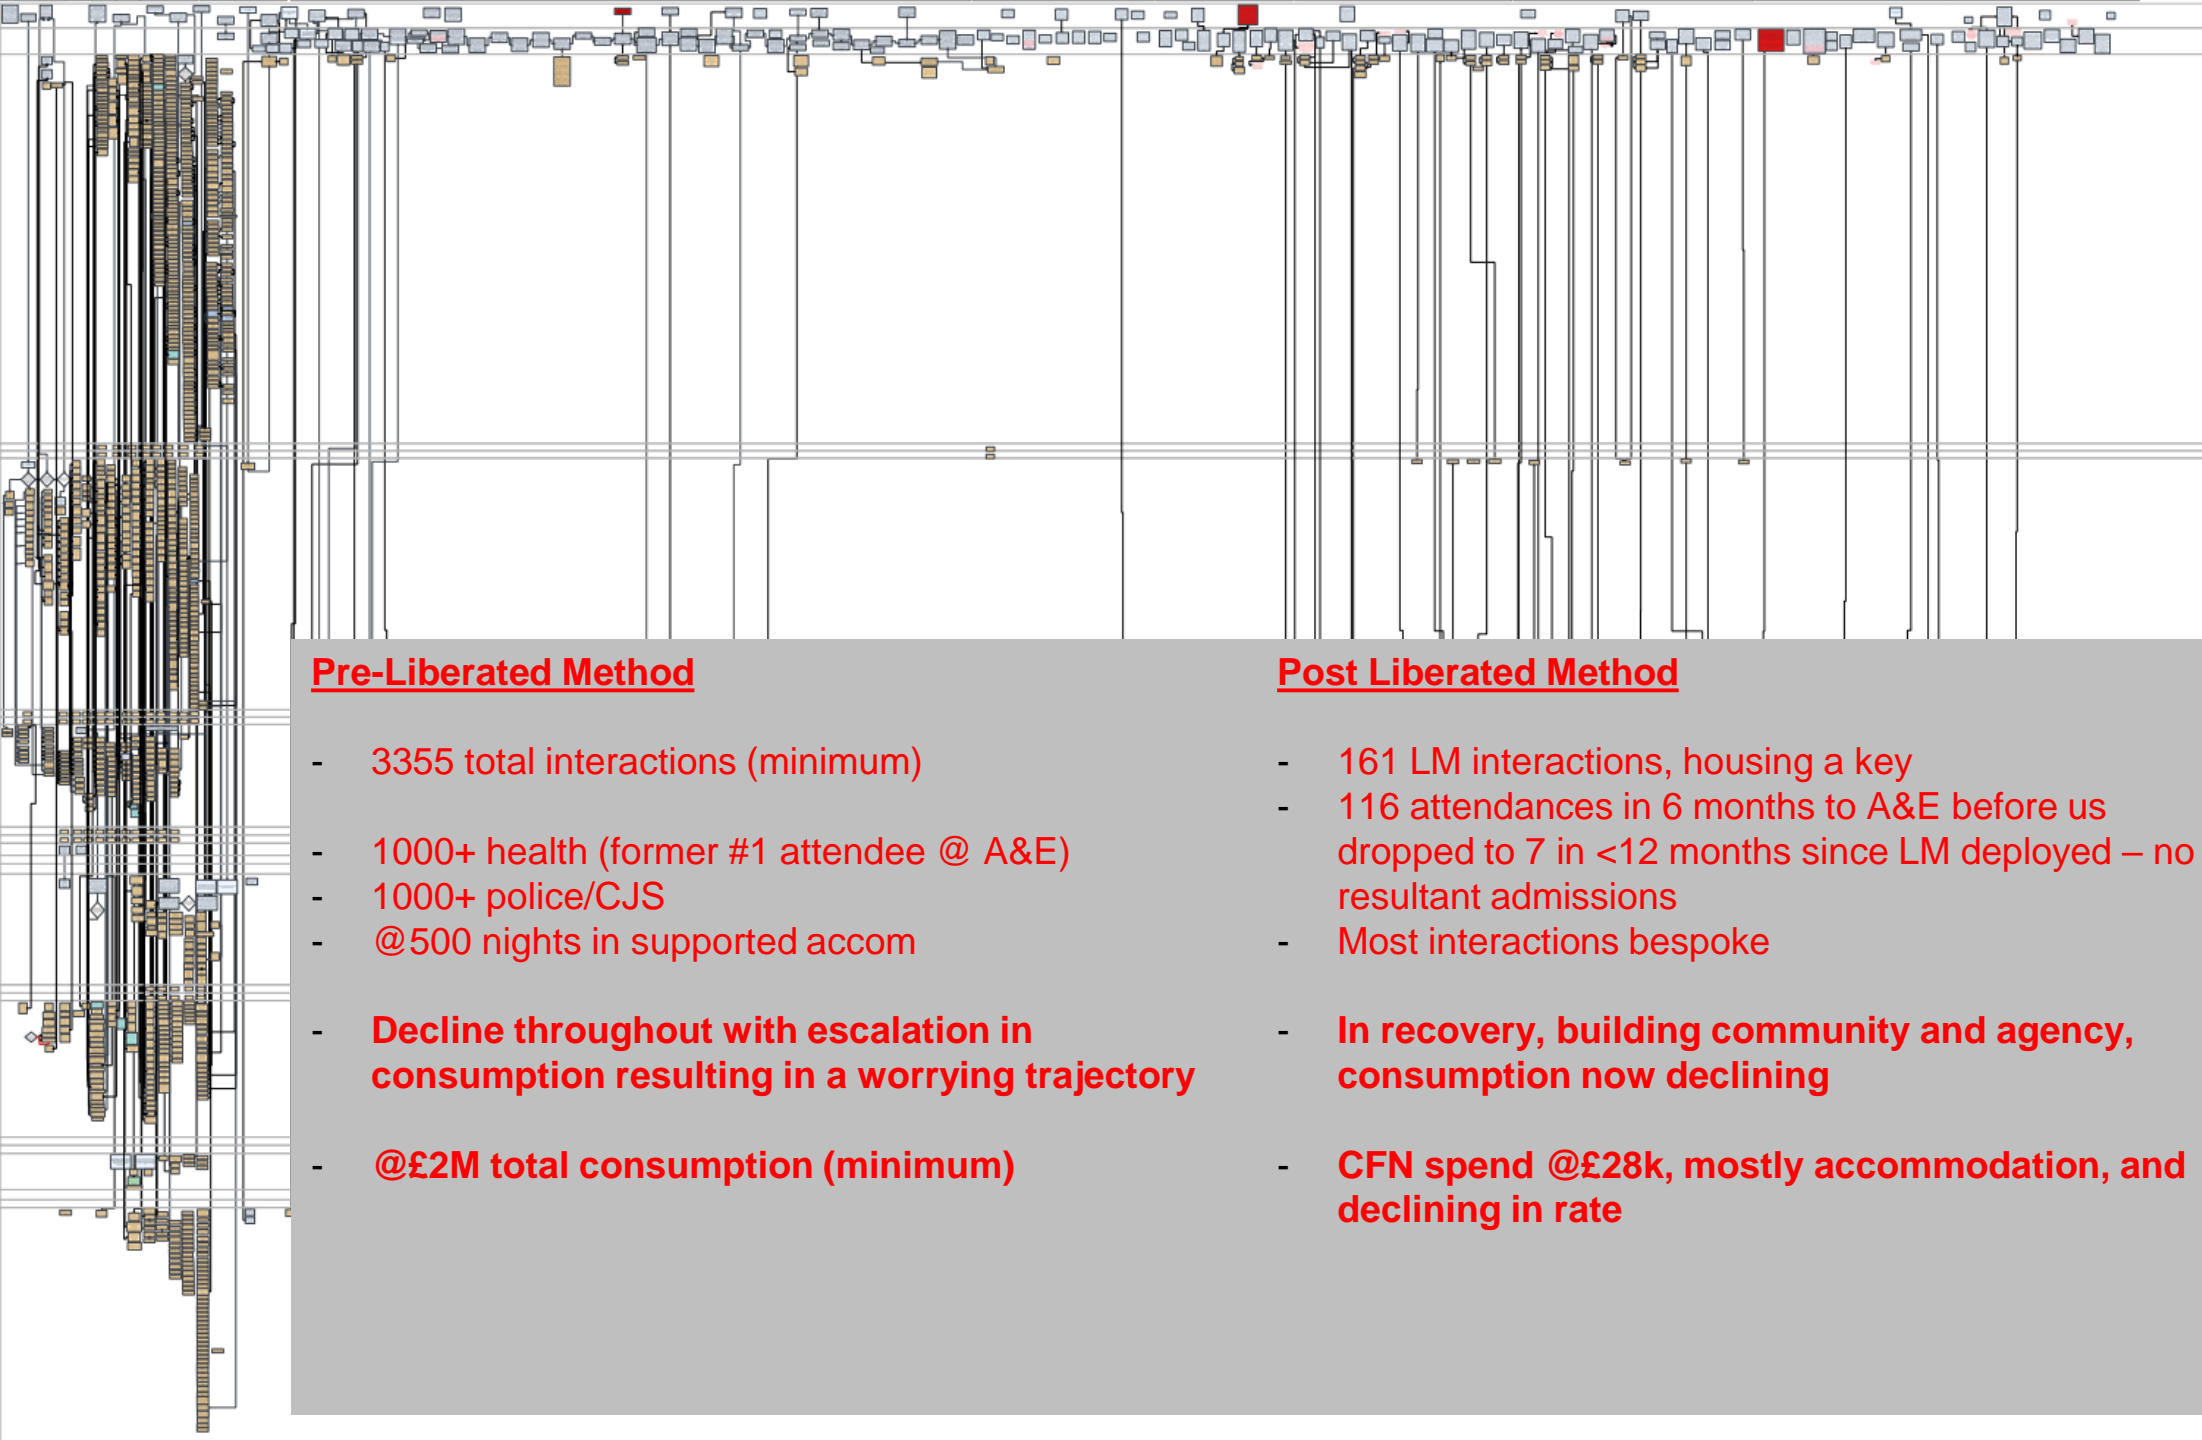 Pre-Liberated Method
- 3355 total interactions (minimum)
- 1000+ health (former #1 attendee @ A&E)
- 1000+ police/CJS
- @500 nights in supported accom
- Decline throughout with escalation in
consumption resulting in a worrying trajectory
- @£2M total consumption (minimum)
Post Liberated Method
- 161 LM interactions, housing a key
- 116 attendances in 6 months to A&E before us
dropped to 7 in <12 months since LM deployed – no
resultant admissions
- Most interactions bespoke
- In recovery, building community and agency,
consumption now declining
- CFN spend @£28k, mostly accommodation, and
declining in rate